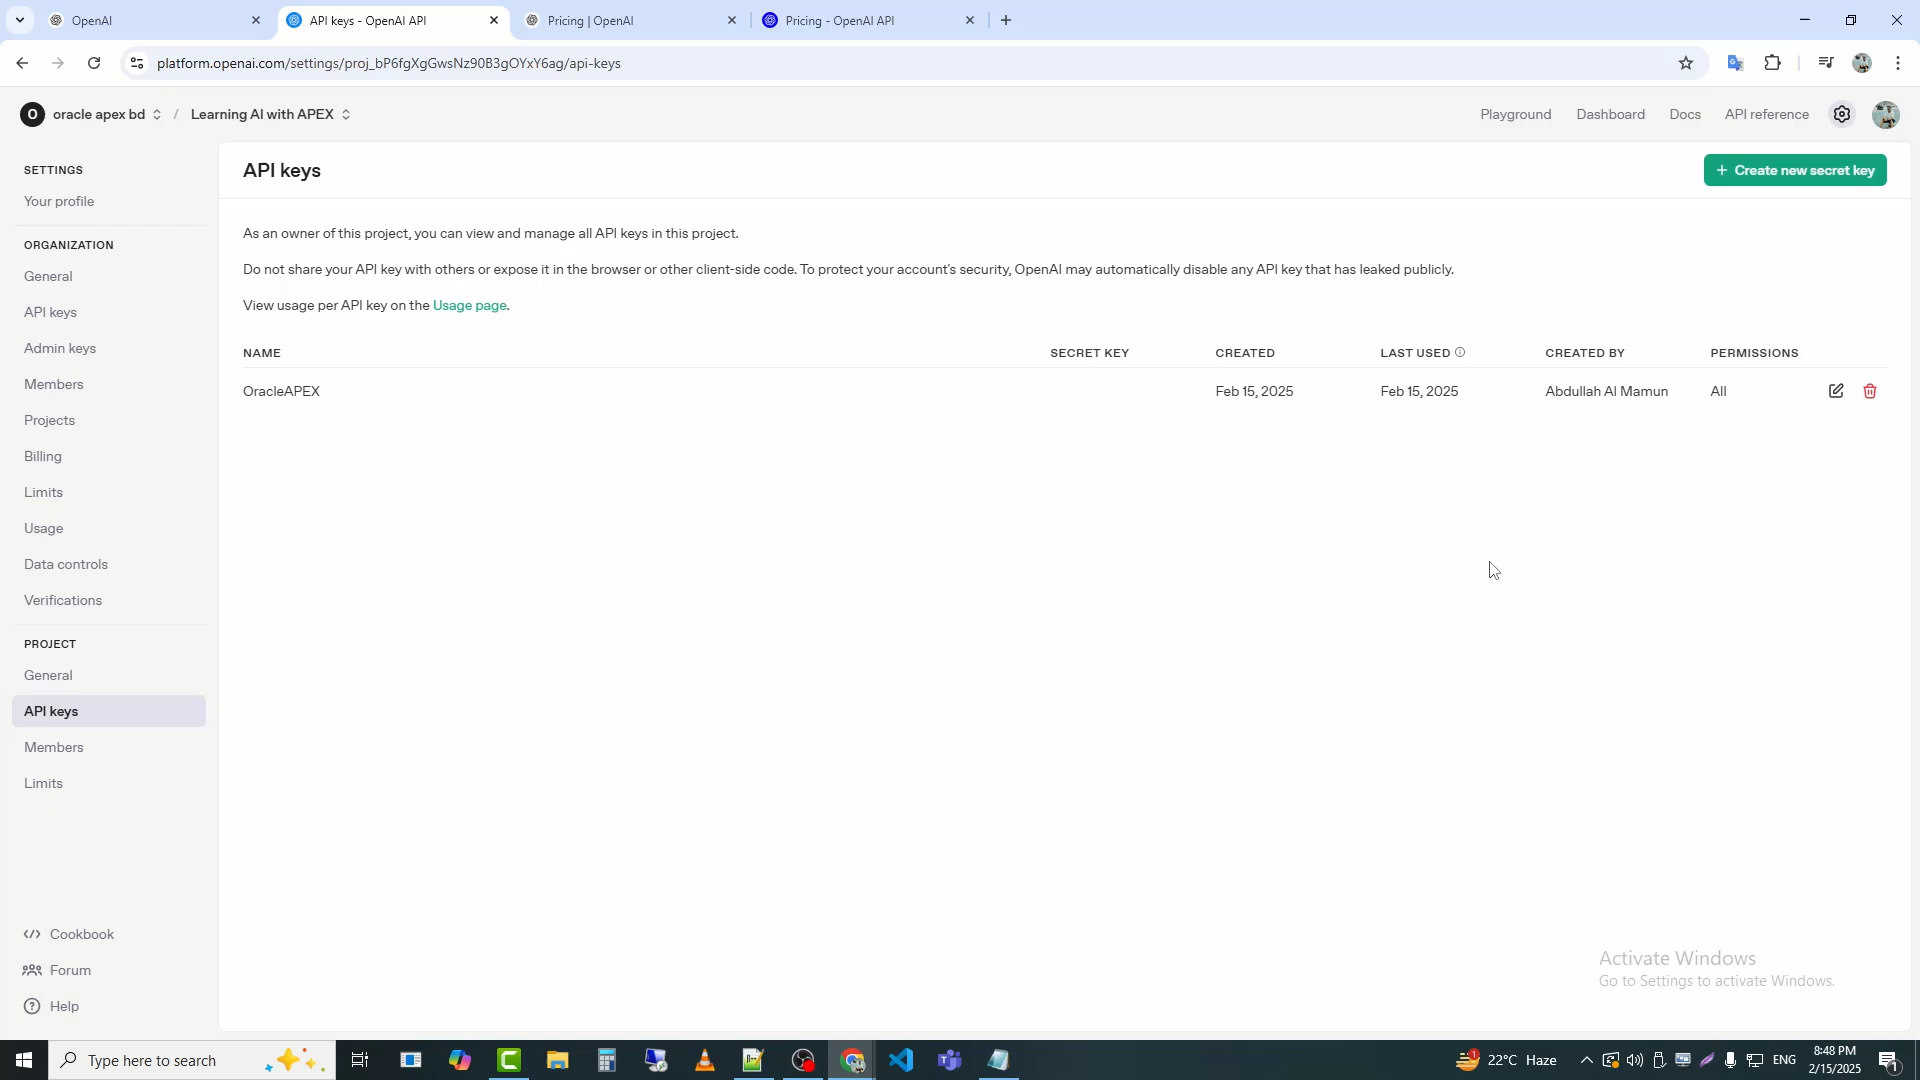 OpenAI
API keys - OpenAI API
Pricing | OpenAI
Pricing - OpenAI API
platform.openai.com/settings/proj_bP6fgXgGwsNz90B3gOYxY6ag/api-keys
O oracle apex bd / Learning AI with APEX
Playground Dashboard Docs API reference
SETTINGS
Your profile
ORGANIZATION
General
API keys
Admin keys
Members
Projects
Billing
Limits
Usage
Data controls
Verifications
PROJECT
General
API keys
Members
Limits
Cookbook
Forum
Help
API keys
+ Create new secret key
As an owner of this project, you can view and manage all API keys in this project.
Do not share your API key with others or expose it in the browser or other client-side code. To protect your account's security, OpenAI may automatically disable any API key that has leaked publicly.
View usage per API key on the Usage page.
NAME SECRET KEY CREATED LAST USED CREATED BY PERMISSIONS
OracleAPEX Feb 15, 2025 Feb 15, 2025 Abdullah Al Mamun All
Activate Windows
Go to Settings to activate Windows.
Type here to search
22°C Haze
ENG
8:48 PM
2/15/2025